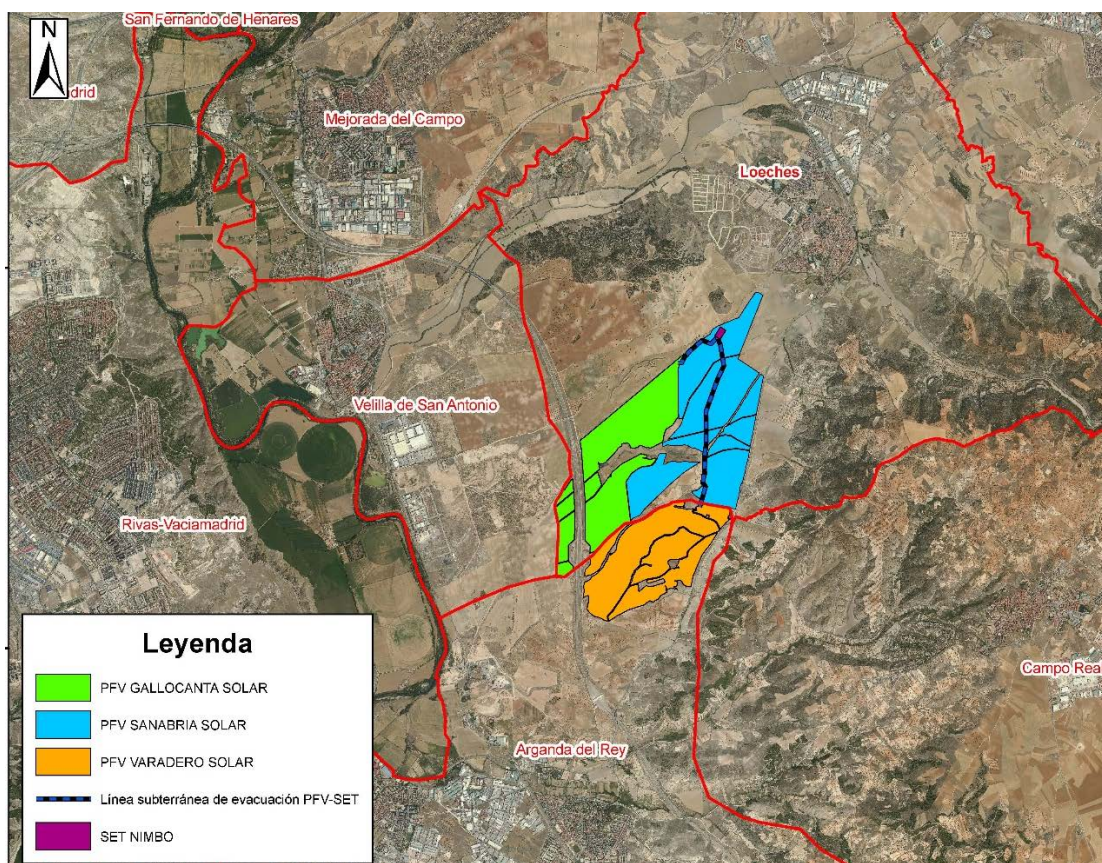 San Fernando de Henares
N
drid
Mejorada del Campo
Loeches
Velilla de San Antonio
Rivas-Vaciamadrid
Campo Real
Arganda del Rey
Leyenda
PFV GALLOCANTA SOLAR
PFV SANABRIA SOLAR
PFV VARADERO SOLAR
Línea subterránea de evacuación PFV-SET
SET NIMBO